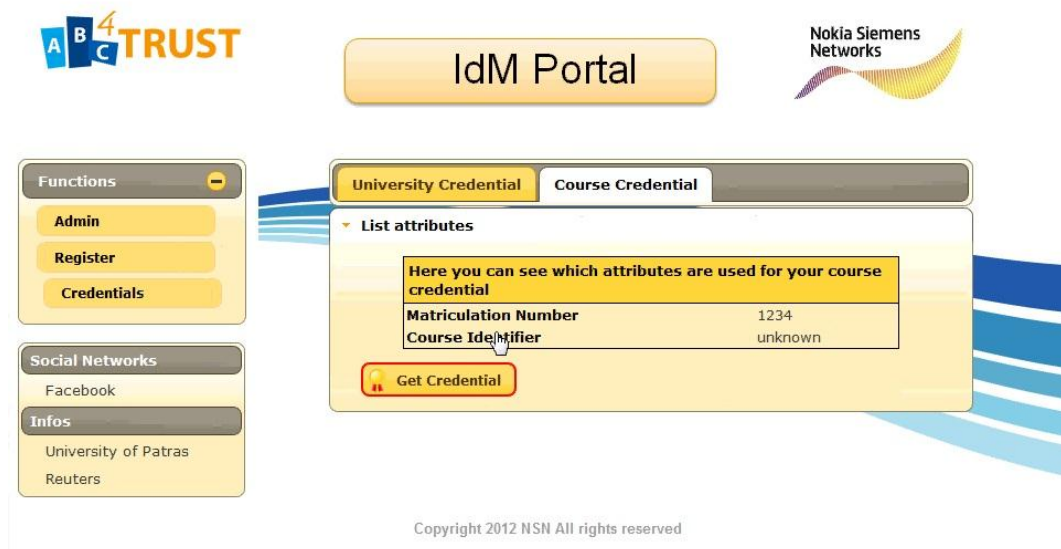 ABC4TRUST
IdM Portal
Nokia Siemens
Networks
Functions
Admin
Register
Credentials
Social Networks
Facebook
Infos
University of Patras
Reuters
University Credential
Course Credential
List attributes
Here you can see which attributes are used for your course
credential
Matriculation Number 1234
Course Identifier unknown
Get Credential
Copyright 2012 NSN All rights reserved